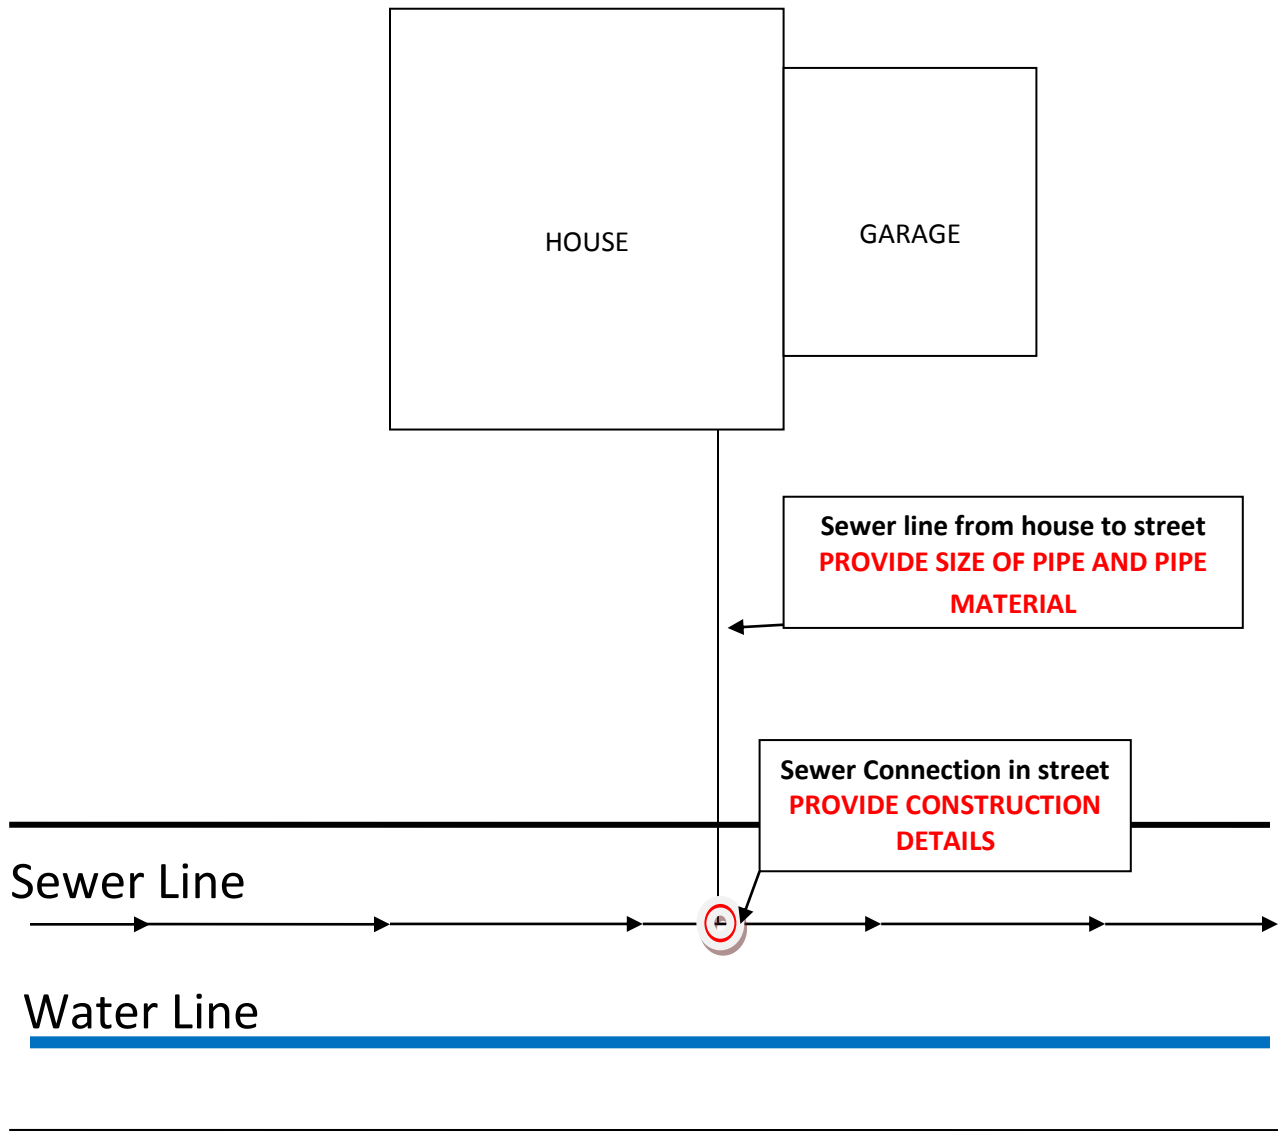 HOUSE
GARAGE
Sewer line from house to street
PROVIDE SIZE OF PIPE AND PIPE
MATERIAL
Sewer Connection in street
PROVIDE CONSTRUCTION
DETAILS
Sewer Line
Water Line